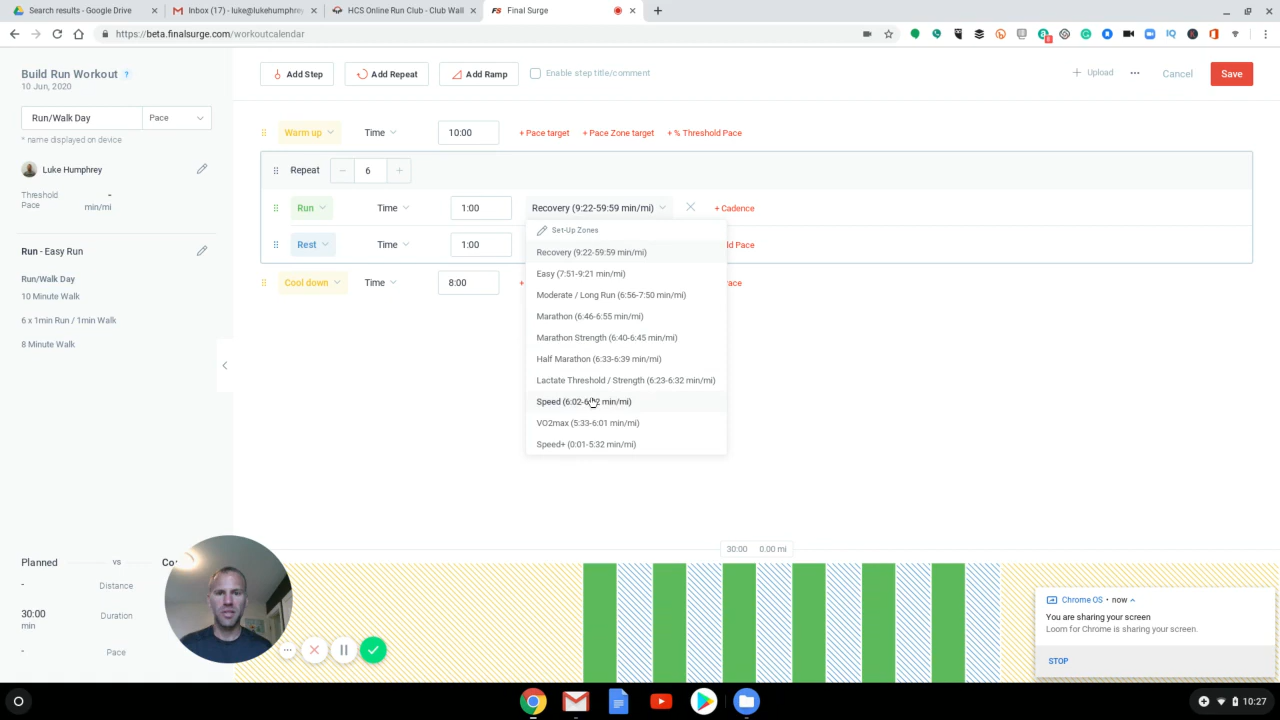 Search results - Google Drive
Inbox (17) - luke@lukehumphrey
HCS Online Run Club - Club Wall
Final Surge
https://beta.finalsurge.com/workoutcalendar
Build Run Workout ?
10 Jun, 2020
Add Step
Add Repeat
Add Ramp
Enable step title/comment
Upload
Cancel
Save
Run/Walk Day
Pace
* name displayed on device
Luke Humphrey
Threshold Pace
-
min/mi
Run - Easy Run
Run/Walk Day
10 Minute Walk
6 x 1min Run / 1min Walk
8 Minute Walk
Warm up
Time
10:00
+ Pace target
+ Pace Zone target
+ % Threshold Pace
Repeat
6
Run
Time
1:00
Recovery (9:22-59:59 min/mi)
+ Cadence
Rest
Time
1:00
ld Pace
Cool down
Time
8:00
+
ace
Set-Up Zones
Recovery (9:22-59:59 min/mi)
Easy (7:51-9:21 min/mi)
Moderate / Long Run (6:56-7:50 min/mi)
Marathon (6:46-6:55 min/mi)
Marathon Strength (6:40-6:45 min/mi)
Half Marathon (6:33-6:39 min/mi)
Lactate Threshold / Strength (6:23-6:32 min/mi)
Speed (6:02-6: 2 min/mi)
VO2max (5:33-6:01 min/mi)
Speed+ (0:01-5:32 min/mi)
30:00 0.00 mi
Planned
vs
Co
-
Distance
30:00
min
Duration
-
Pace
Chrome OS • now
You are sharing your screen
Loom for Chrome is sharing your screen.
STOP
10:27